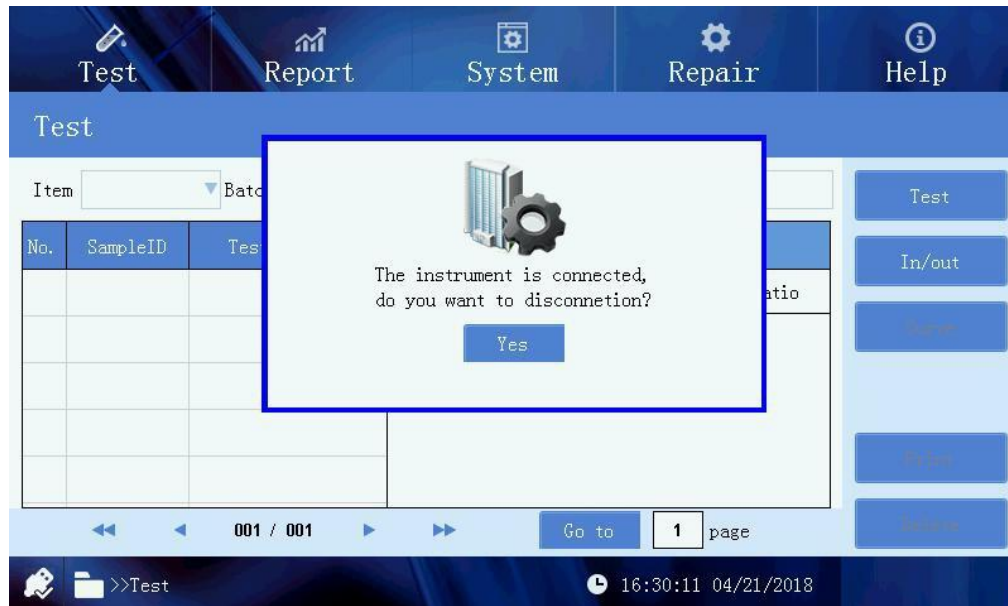 Test Report System Repair Help
Test
Item Batc
No. SampleID Tes
atio
The instrument is connected,
do you want to disconnetion?
Yes
Test
In/out
001 / 001 Go to 1 page
>>Test 16:30:11 04/21/2018